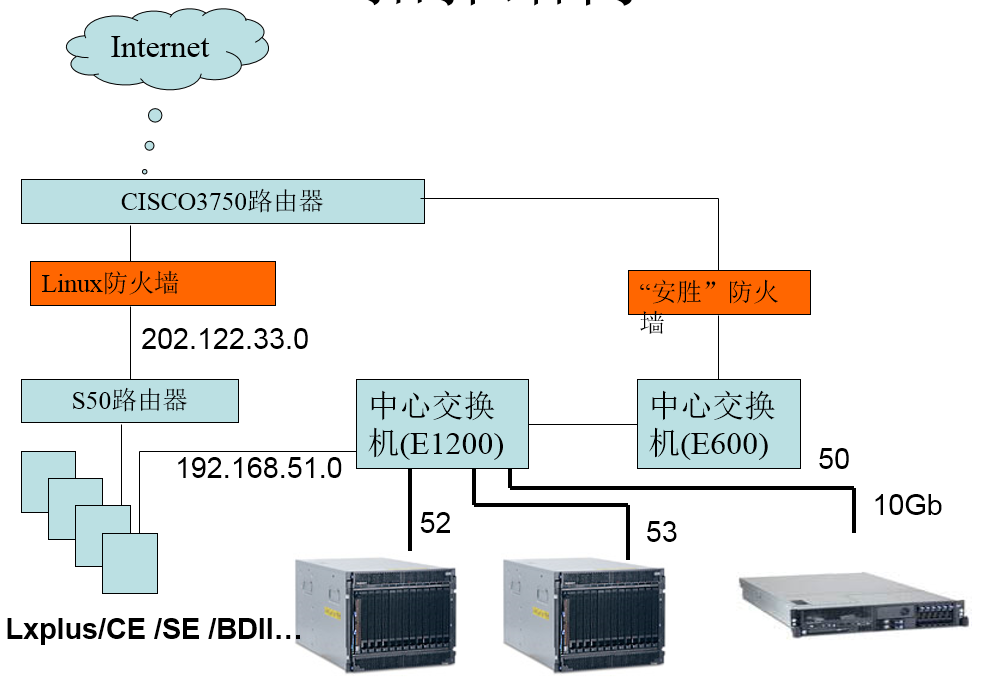 Internet
CISCO3750路由器
Linux防火墙
“安胜”防火
墙
202.122.33.0
S50路由器
中心交换
机(E1200)
中心交换
机(E600)
192.168.51.0
50
10Gb
52
53
Lxplus/CE /SE /BDII…